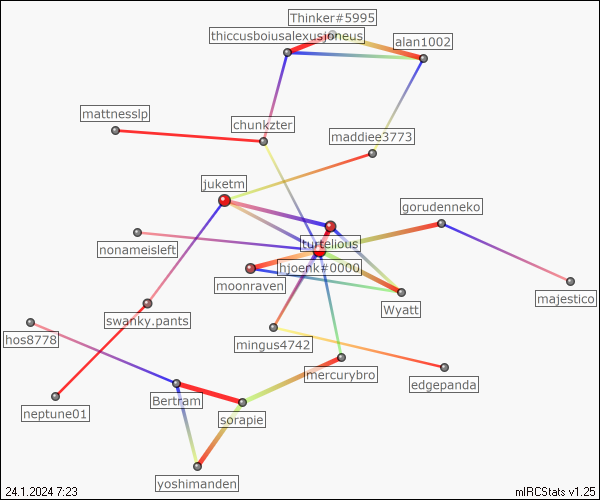 Thinker#5995
thiccusboiusalexusjoneus
alan1002
mattnesslp
chunkzter
maddiee3773
juketm
gorudenneko
turtelious
nonameisleft
hjoenk#0000
moonraven
majestico
Wyatt
swanky.pants
hos8778
mingus4742
mercurybro
edgepanda
Bertram
neptune01
sorapie
yoshimanden
24.1.2024 7:23
mIRCStats v1.25